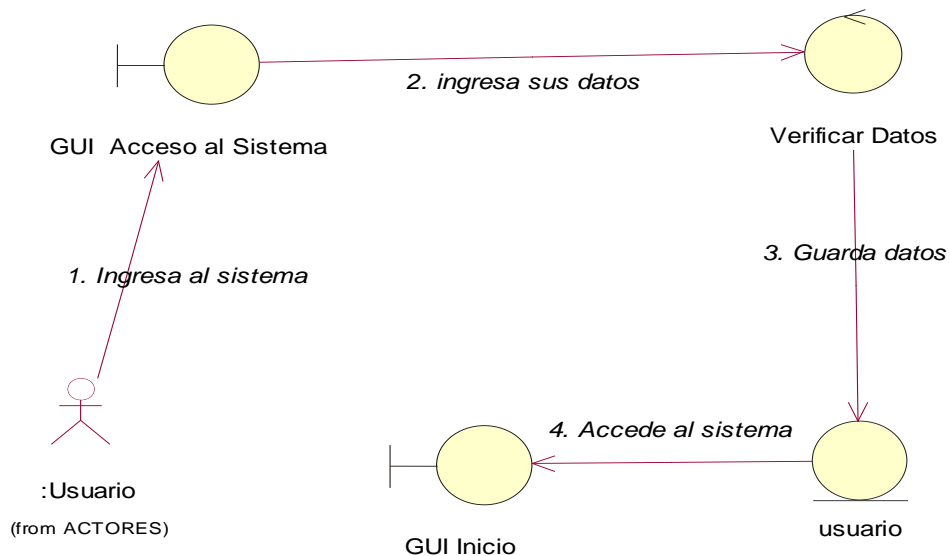 2. ingresa sus datos
GUI Acceso al Sistema
Verificar Datos
1. Ingresa al sistema
3. Guarda datos
4. Accede al sistema
:Usuario
(from ACTORES)
GUI Inicio
usuario